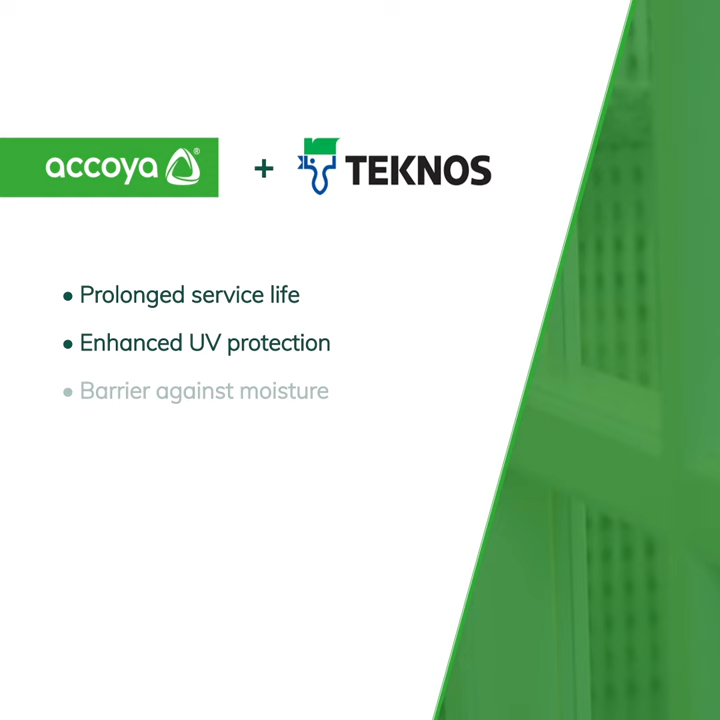 accoya® + TEKNOS
• Prolonged service life
• Enhanced UV protection
• Barrier against moisture